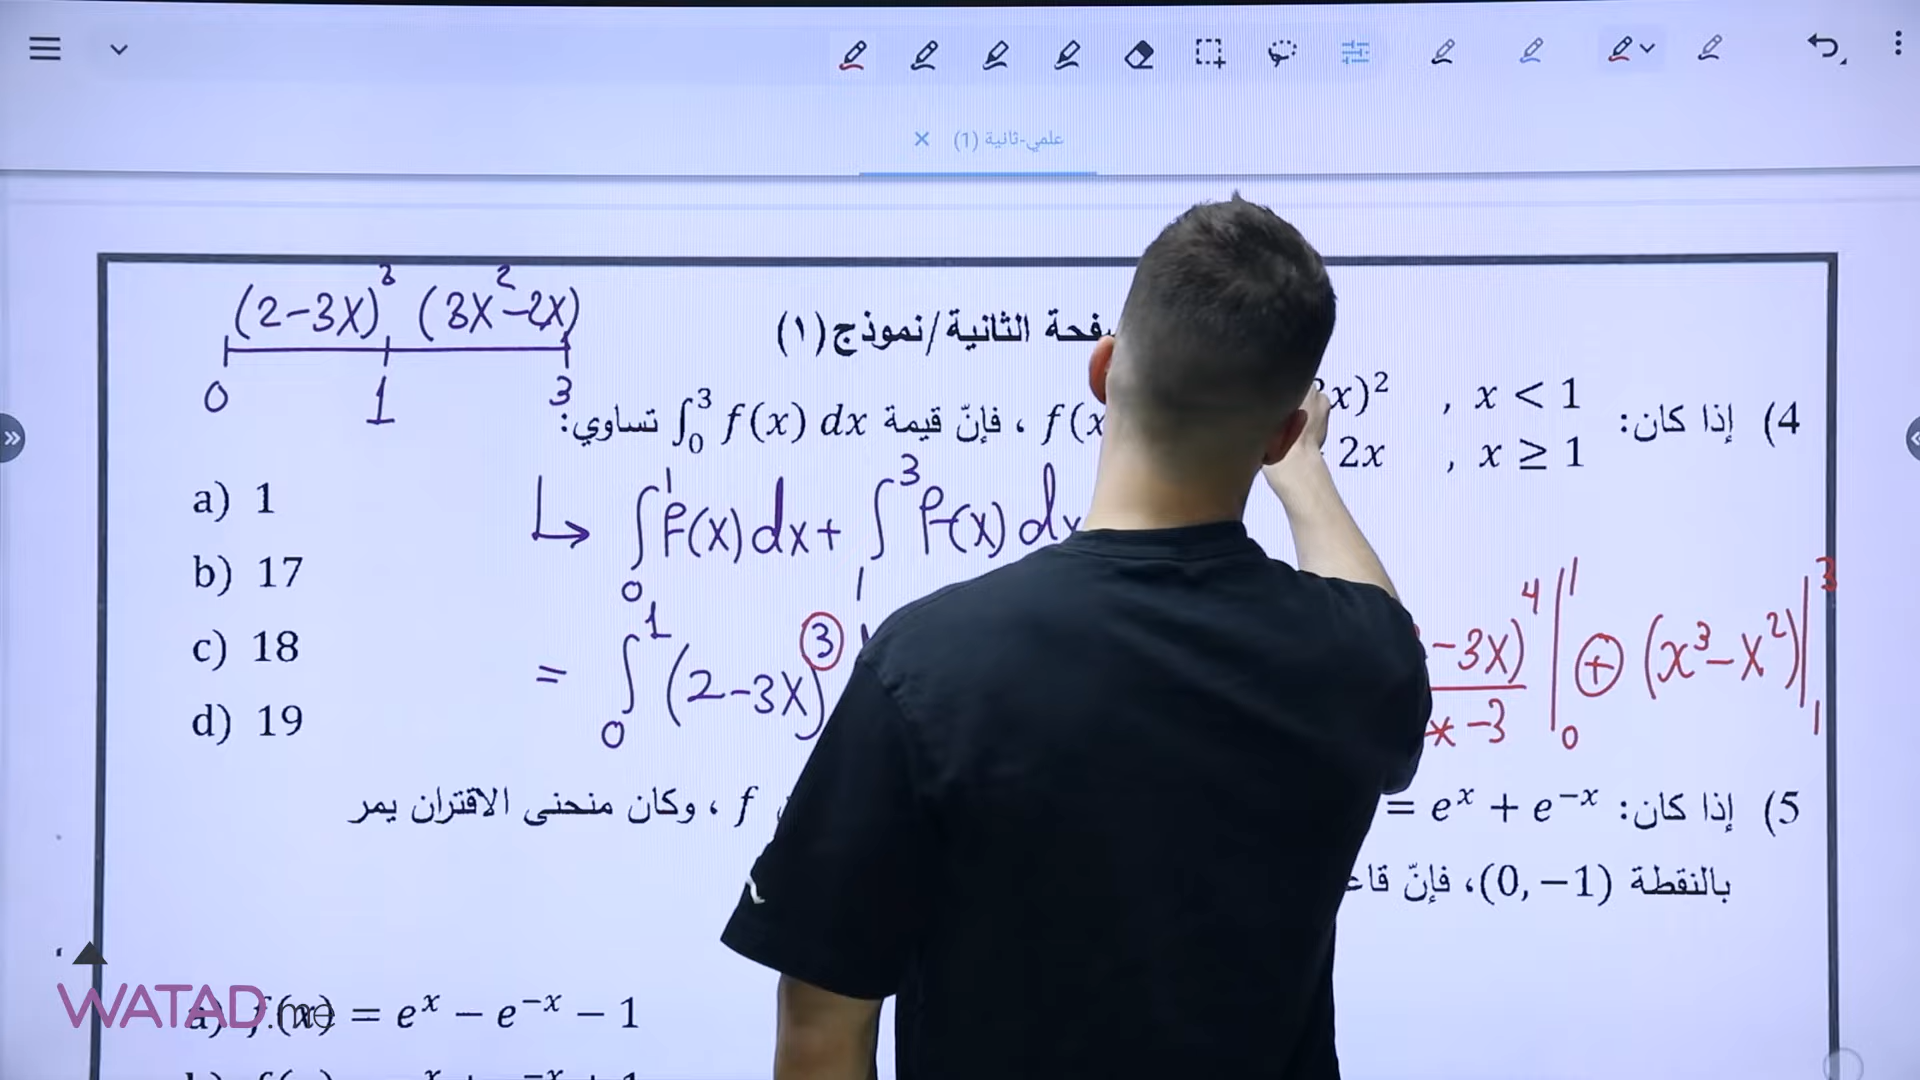 علمي-ثانية (1)
(2-3X)³ (3X²-2X)
0 1 3
الثانية/نموذج(١)
4) إذا كان: x)² , x < 1
2x , x ≥ 1
f(x ، فإنّ قيمة ∫₀³ f(x) dx تساوي:
a) 1
b) 17
c) 18
d) 19
↳ ∫₀¹ f(x) dx + ∫₁³ f(x) dx
= ∫₀¹ (2-3X)³
-3X)⁴ |₀¹ + (x³-x²) |₁³
* -3
5) إذا كان: = eˣ + e⁻ˣ
f ، وكان منحنى الاقتران يمر
بالنقطة (0, −1)، فإنّ
a) f(x) = eˣ − e⁻ˣ − 1
WATAD.me